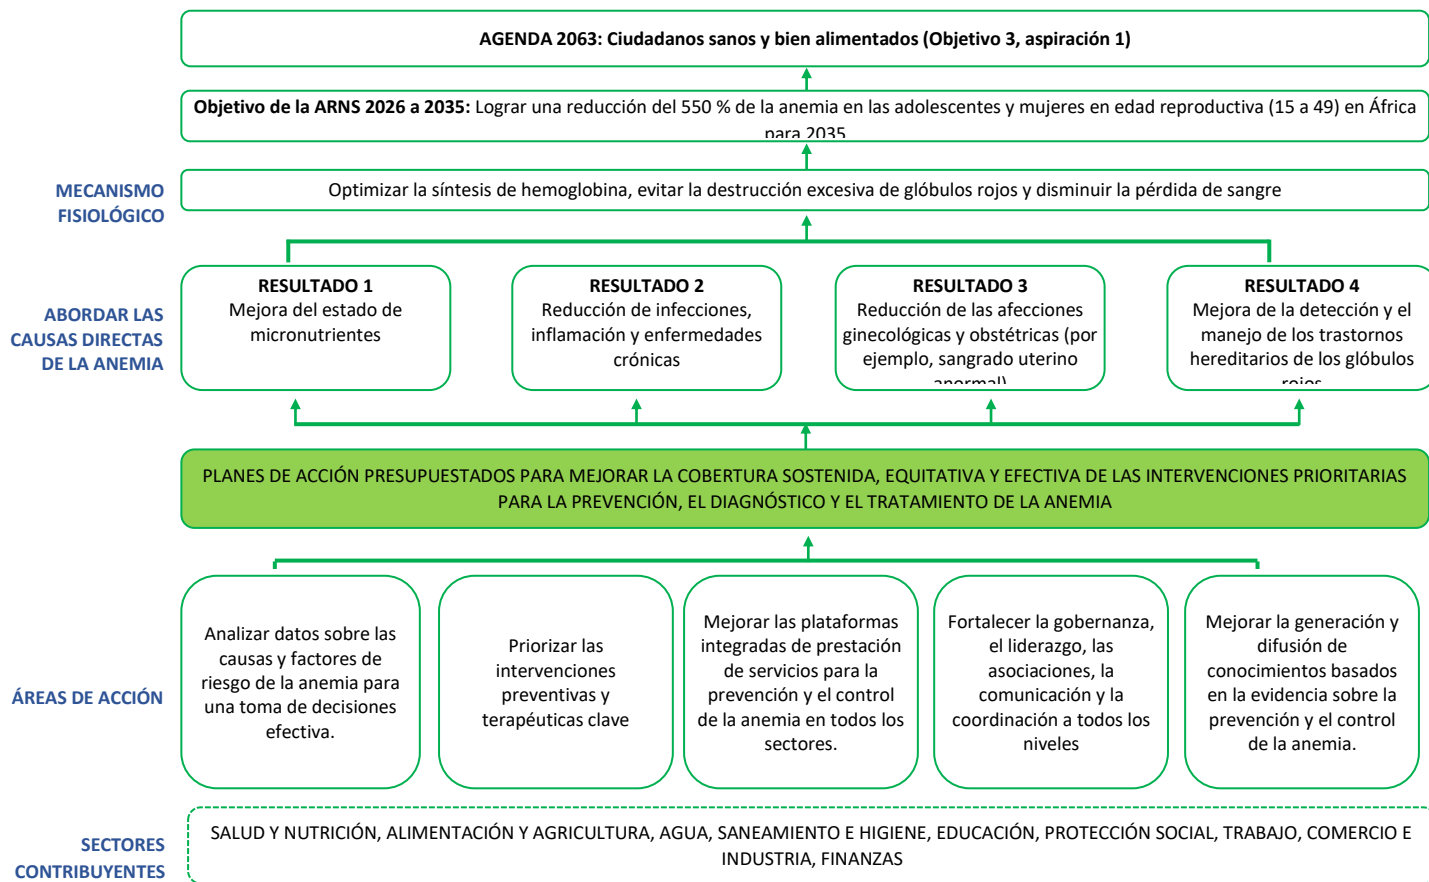 AGENDA 2063: Ciudadanos sanos y bien alimentados (Objetivo 3, aspiración 1)
Objetivo de la ARNS 2026 a 2035: Lograr una reducción del 550 % de la anemia en las adolescentes y mujeres en edad reproductiva (15 a 49) en África
para 2035
MECANISMO
FISIOLÓGICO
Optimizar la síntesis de hemoglobina, evitar la destrucción excesiva de glóbulos rojos y disminuir la pérdida de sangre
ABORDAR LAS
CAUSAS DIRECTAS
DE LA ANEMIA
RESULTADO 1
Mejora del estado de
micronutrientes
RESULTADO 2
Reducción de infecciones,
inflamación y enfermedades
crónicas
RESULTADO 3
Reducción de las afecciones
ginecológicas y obstétricas (por
ejemplo, sangrado uterino
anormal)
RESULTADO 4
Mejora de la detección y el
manejo de los trastornos
hereditarios de los glóbulos
rojos
PLANES DE ACCIÓN PRESUPUESTADOS PARA MEJORAR LA COBERTURA SOSTENIDA, EQUITATIVA Y EFECTIVA DE LAS INTERVENCIONES PRIORITARIAS
PARA LA PREVENCIÓN, EL DIAGNÓSTICO Y EL TRATAMIENTO DE LA ANEMIA
ÁREAS DE ACCIÓN
Analizar datos sobre las
causas y factores de
riesgo de la anemia para
una toma de decisiones
efectiva.
Priorizar las
intervenciones
preventivas y
terapéuticas clave
Mejorar las plataformas
integradas de prestación
de servicios para la
prevención y el control
de la anemia en todos los
sectores.
Fortalecer la gobernanza,
el liderazgo, las
asociaciones, la
comunicación y la
coordinación a todos los
niveles
Mejorar la generación y
difusión de
conocimientos basados
en la evidencia sobre la
prevención y el control
de la anemia.
SECTORES
CONTRIBUYENTES
SALUD Y NUTRICIÓN, ALIMENTACIÓN Y AGRICULTURA, AGUA, SANEAMIENTO E HIGIENE, EDUCACIÓN, PROTECCIÓN SOCIAL, TRABAJO, COMERCIO E
INDUSTRIA, FINANZAS